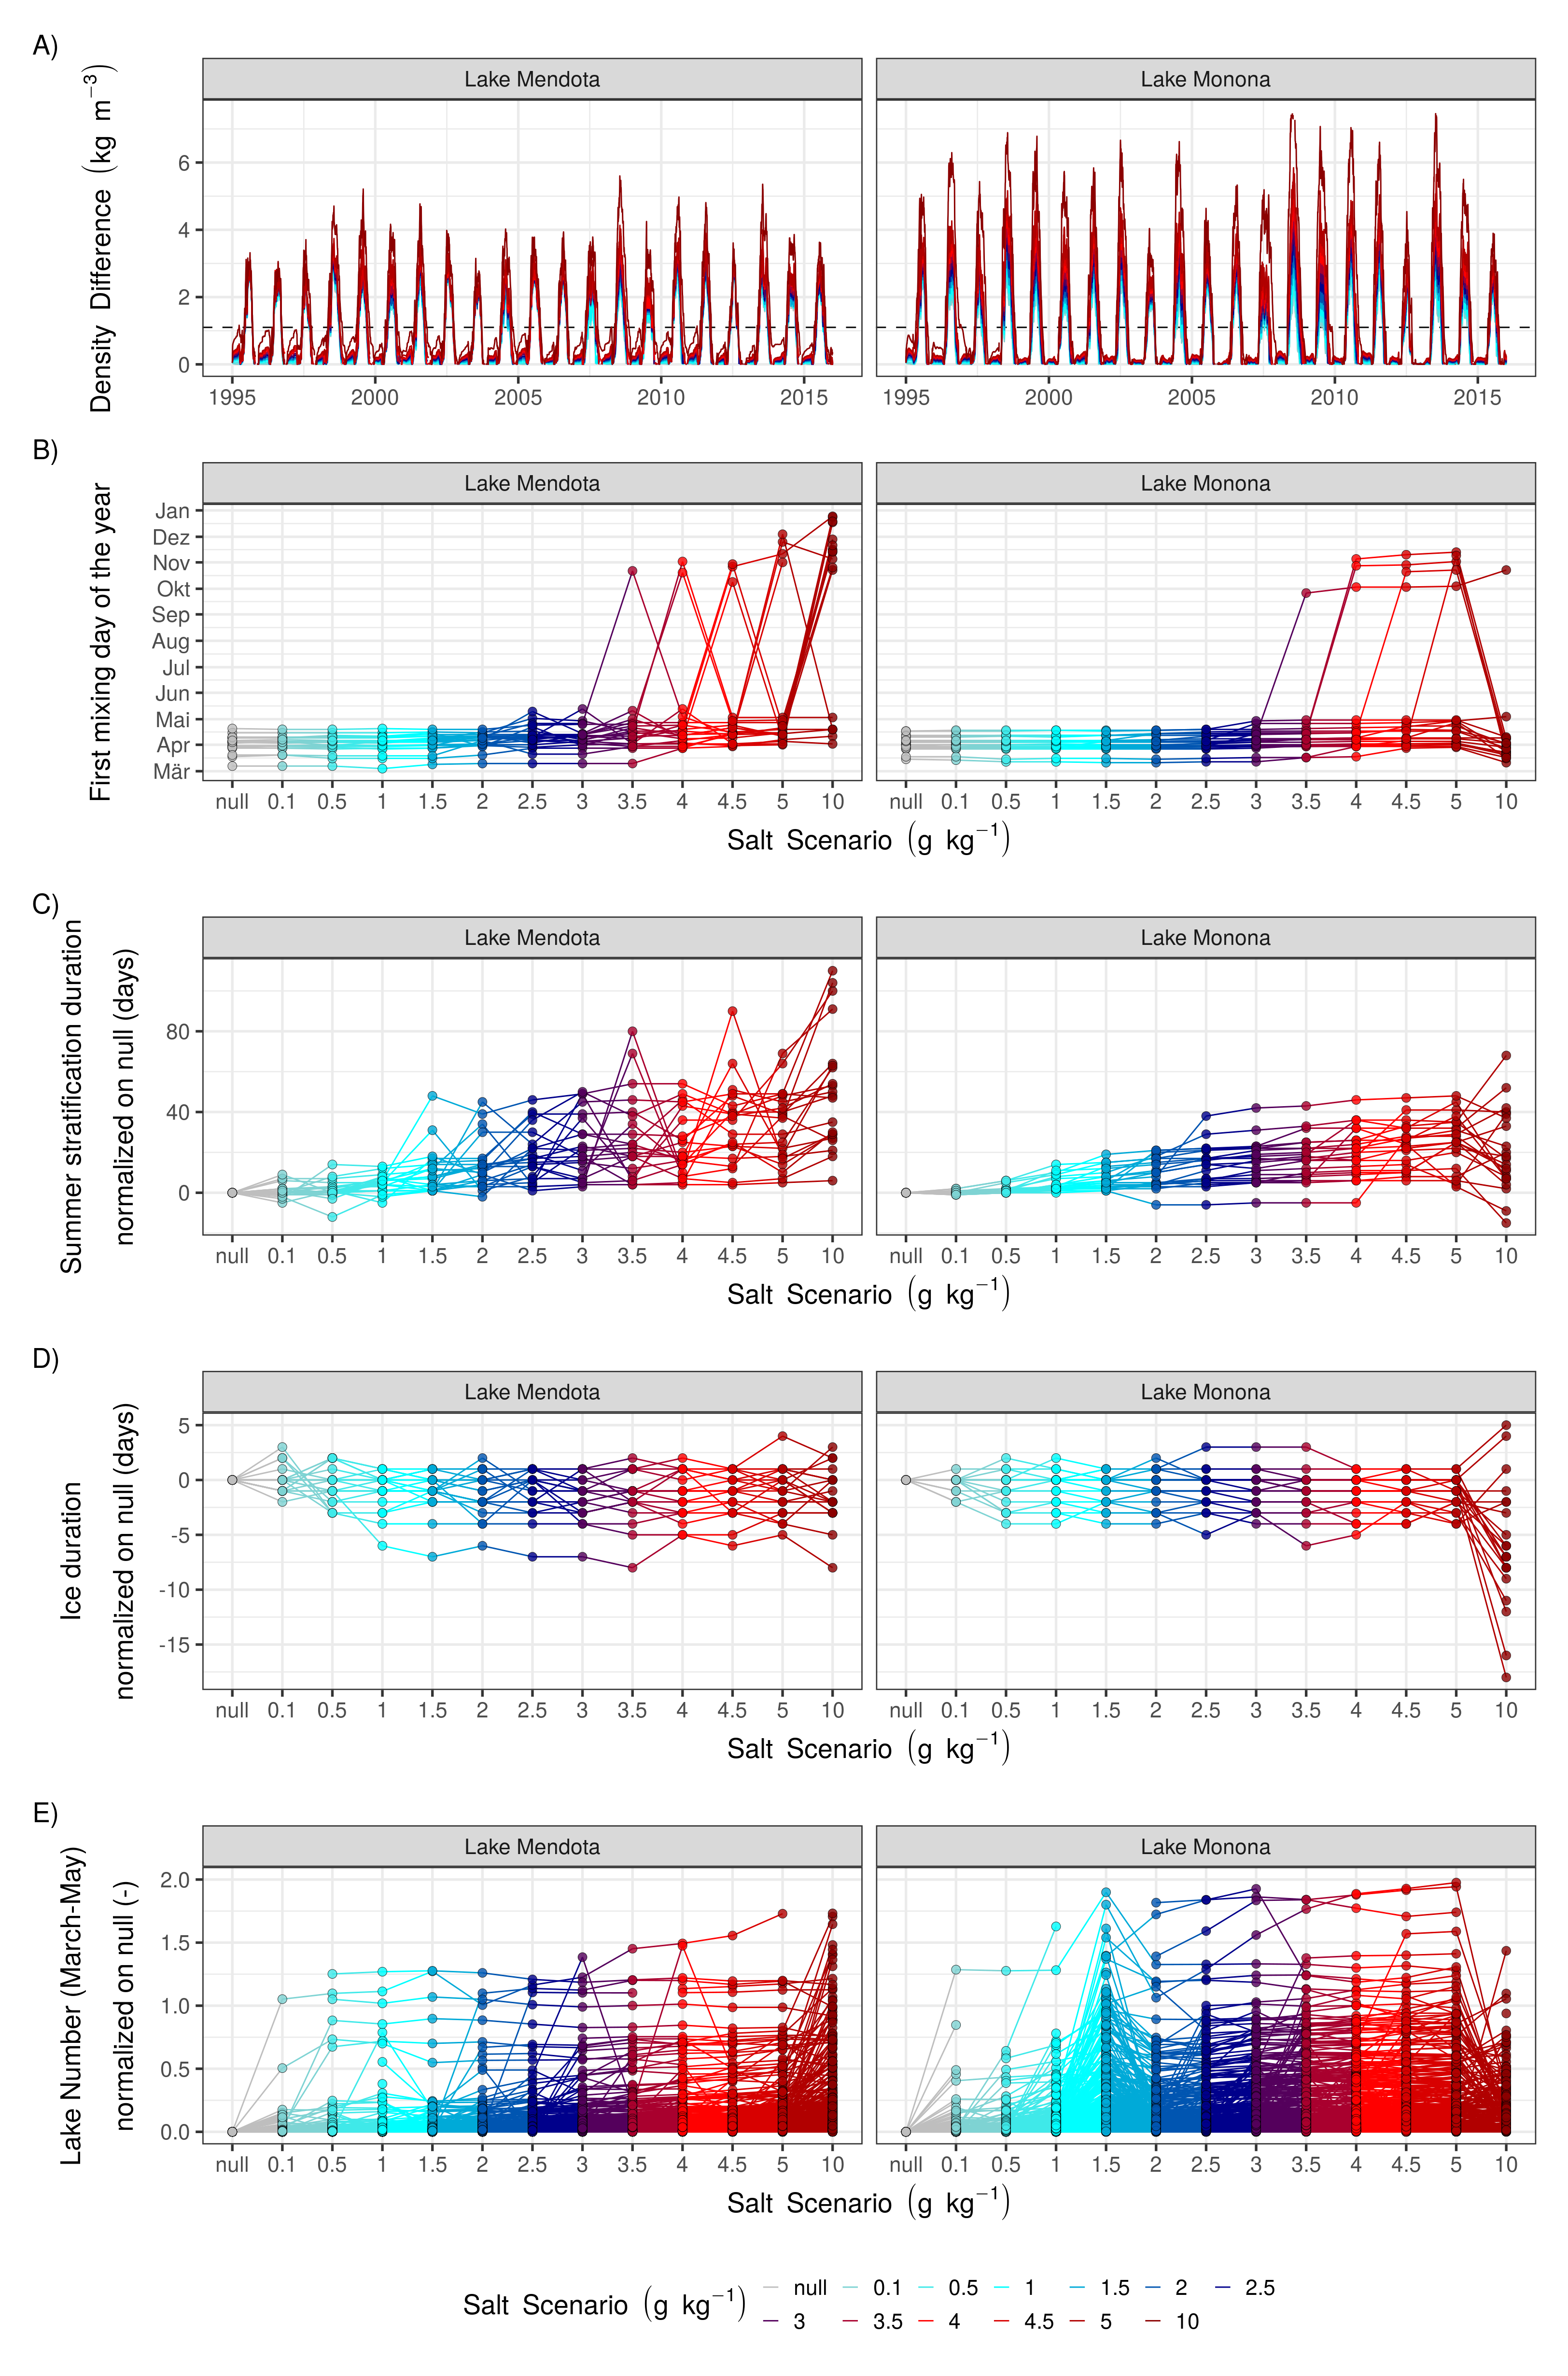 A)
Density Difference (kg m⁻³)
Lake Mendota
Lake Monona
6
4
2
0
1995 2000 2005 2010 2015
1995 2000 2005 2010 2015
B)
First mixing day of the year
Lake Mendota
Lake Monona
Jan
Dez
Nov
Okt
Sep
Aug
Jul
Jun
Mai
Apr
Mär
null 0.1 0.5 1 1.5 2 2.5 3 3.5 4 4.5 5 10
null 0.1 0.5 1 1.5 2 2.5 3 3.5 4 4.5 5 10
Salt Scenario (g kg⁻¹)
C)
Summer stratification duration
normalized on null (days)
Lake Mendota
Lake Monona
80
40
0
null 0.1 0.5 1 1.5 2 2.5 3 3.5 4 4.5 5 10
null 0.1 0.5 1 1.5 2 2.5 3 3.5 4 4.5 5 10
Salt Scenario (g kg⁻¹)
D)
Ice duration
normalized on null (days)
Lake Mendota
Lake Monona
5
0
-5
-10
-15
null 0.1 0.5 1 1.5 2 2.5 3 3.5 4 4.5 5 10
null 0.1 0.5 1 1.5 2 2.5 3 3.5 4 4.5 5 10
Salt Scenario (g kg⁻¹)
E)
Lake Number (March-May)
normalized on null (-)
Lake Mendota
Lake Monona
2.0
1.5
1.0
0.5
0.0
null 0.1 0.5 1 1.5 2 2.5 3 3.5 4 4.5 5 10
null 0.1 0.5 1 1.5 2 2.5 3 3.5 4 4.5 5 10
Salt Scenario (g kg⁻¹)
Salt Scenario (g kg⁻¹)
null 0.1 0.5 1 1.5 2 2.5
3 3.5 4 4.5 5 10